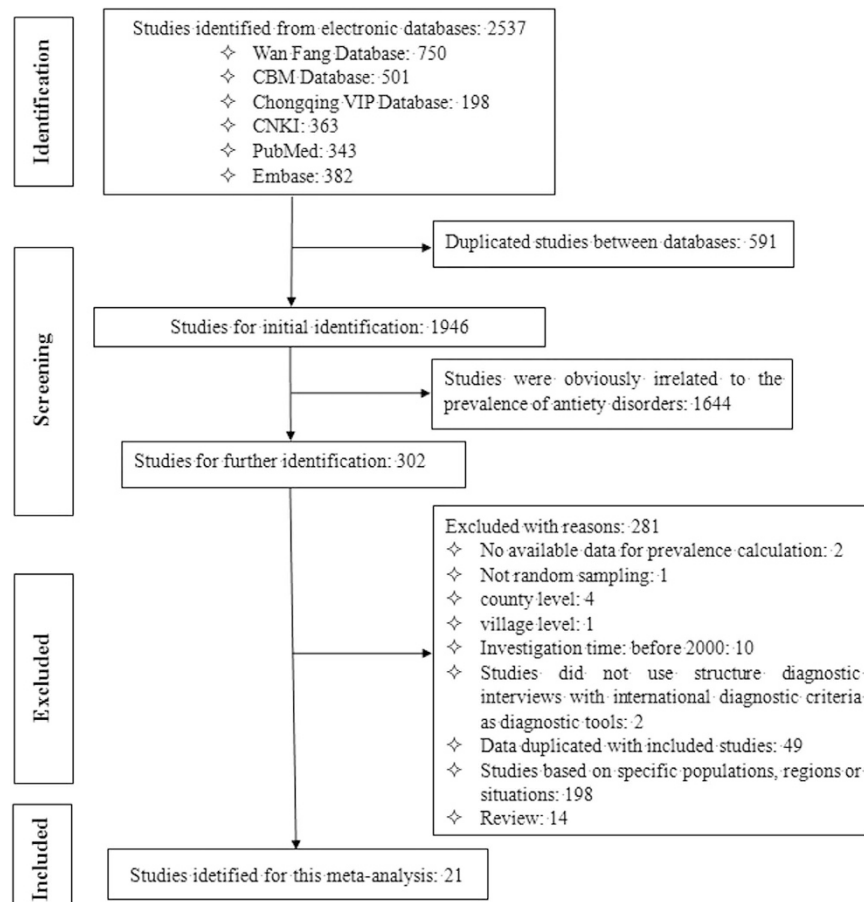 Identification
Studies identified from electronic databases: 2537
✧ Wan Fang Database: 750
✧ CBM Database: 501
✧ Chongqing VIP Database: 198
✧ CNKI: 363
✧ PubMed: 343
✧ Embase: 382
Screening
Duplicated studies between databases: 591
Studies for initial identification: 1946
Studies were obviously irrelated to the
prevalence of antiety disorders: 1644
Studies for further identification: 302
Excluded
Excluded with reasons: 281
✧ No available data for prevalence calculation: 2
✧ Not random sampling: 1
✧ county level: 4
✧ village level: 1
✧ Investigation time: before 2000: 10
✧ Studies did not use structure diagnostic
interviews with international diagnostic criteria
as diagnostic tools: 2
✧ Data duplicated with included studies: 49
✧ Studies based on specific populations, regions or
situations: 198
✧ Review: 14
Included
Studies idetified for this meta-analysis: 21